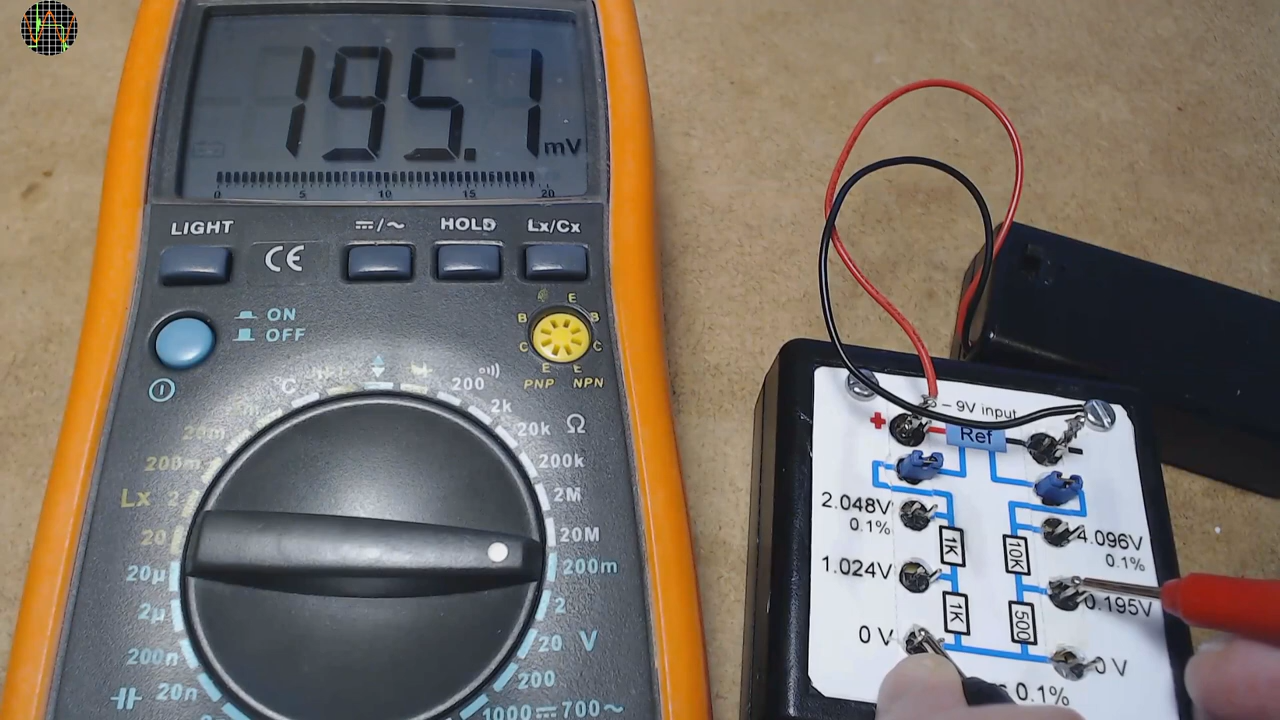 195.1 mV
0 5 10 15 20
LIGHT ⎓/~ HOLD Lx/Cx
CE
ON
OFF
E
B B
C C
E E
PNP NPN
C
200
2k
20k Ω
200k
2M
20M
20m
200m
Lx 2
20
20µ
2µ
200n
20n
200m
2
20 V
200
1000⎓700~
+ – 9V input
Ref
2.048V
0.1%
1K
10K
4.096V
0.1%
1.024V
0.195V
1K
500
0 V
0 V
0.1%